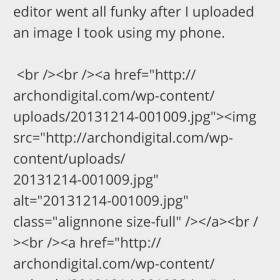 editor went all funky after I uploaded
an image I took using my phone.
<br /><br /><a href="http://
archondigital.com/wp-content/
uploads/20131214-001009.jpg"><img
src="http://archondigital.com/wp-
content/uploads/
20131214-001009.jpg"
alt="20131214-001009.jpg"
class="alignnone size-full" /></a><br /
><br /><a href="http://
archondigital.com/wp-content/